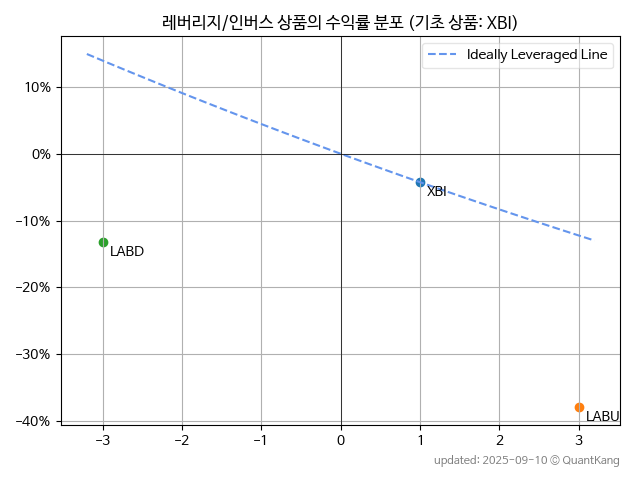 레버리지/인버스 상품의 수익률 분포 (기초 상품: XBI)
Ideally Leveraged Line
10%
0%
−10%
−20%
−30%
−40%
XBI
LABD
LABU
−3
−2
−1
0
1
2
3
updated: 2025-09-10 © QuantKang